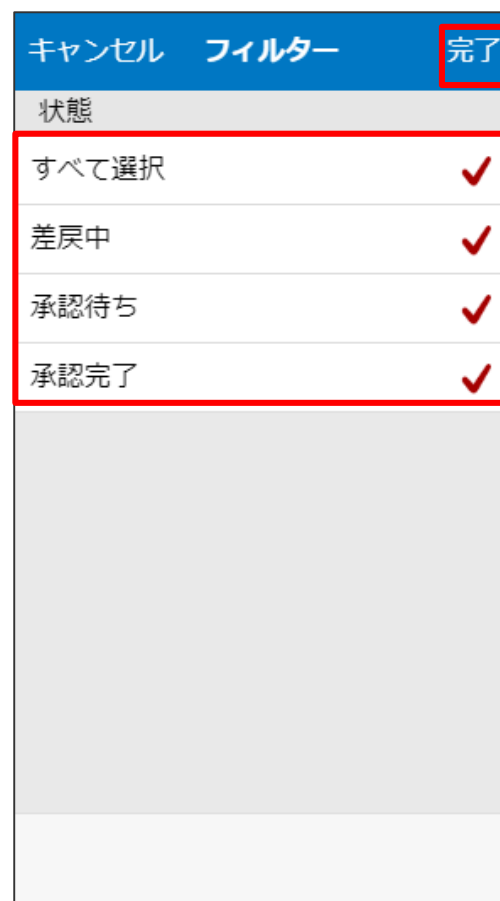 キャンセル フィルター 完了
状態
すべて選択
差戻中
承認待ち
承認完了